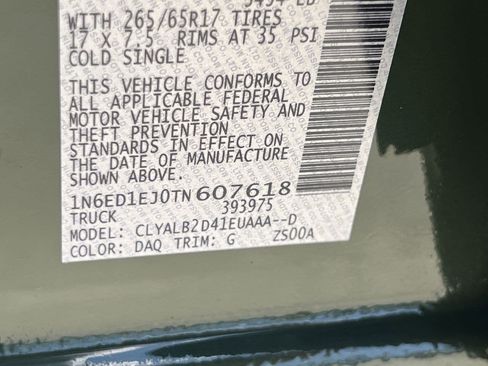 WITH 265/65R17 TIRES
17 X 7.5 RIMS AT 35 PSI
COLD SINGLE
THIS VEHICLE CONFORMS TO
ALL APPLICABLE FEDERAL
MOTOR VEHICLE SAFETY AND
THEFT PREVENTION
STANDARDS IN EFFECT ON
THE DATE OF MANUFACTURE
SHOWN ABOVE.
1N6ED1EJ0TN607618
TRUCK 393975
MODEL: CLYALB2D41EUAAA--D
COLOR: DAQ TRIM: G ZS00A